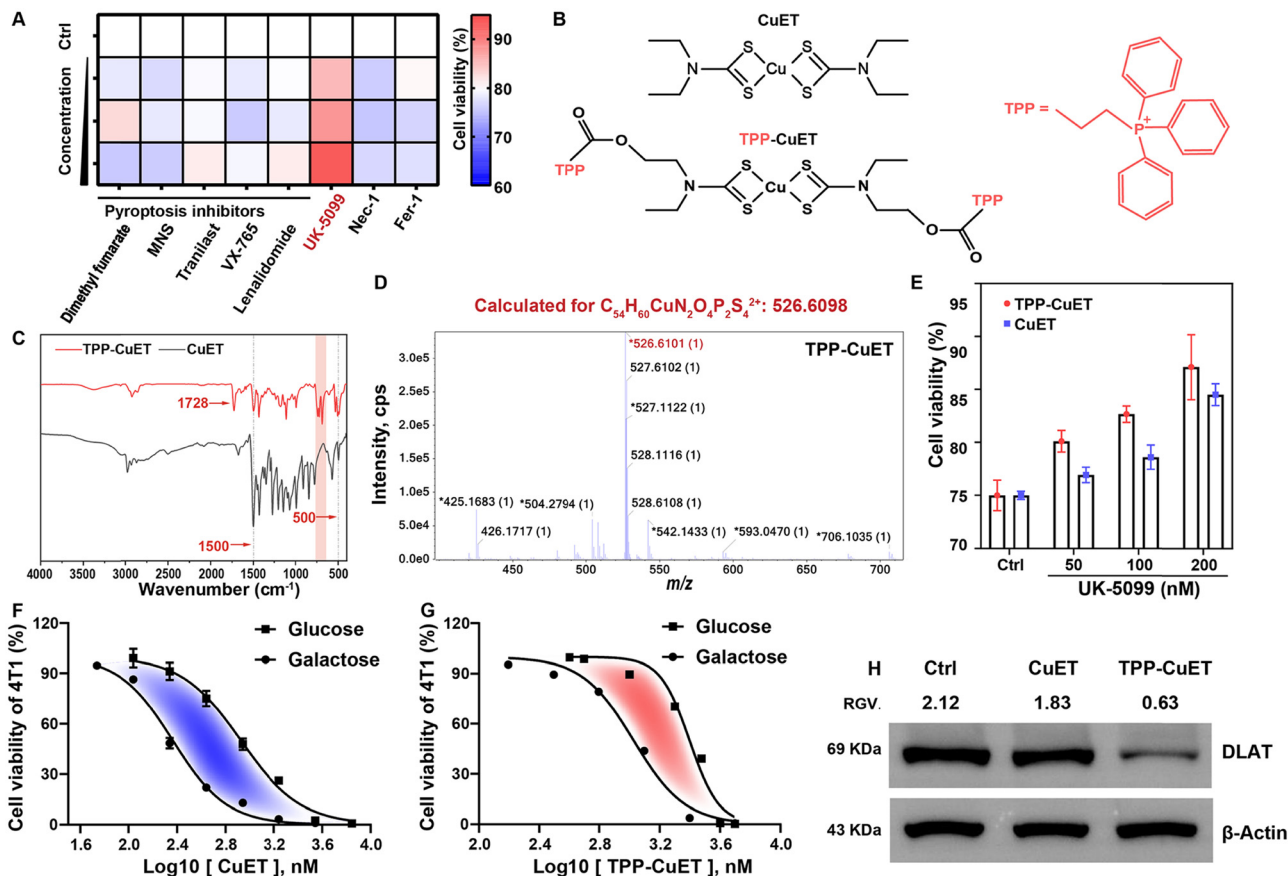 A
Ctrl
Concentration
Pyroptosis inhibitors
Dimethyl fumarate
MNS
Tranilast
VX-765
Lenalidomide
UK-5099
Nec-1
Fer-1
Cell viability (%)
90
80
70
60
B
CuET
N
S
S
Cu
S
S
N
TPP-CuET
O
O
TPP
N
S
S
Cu
S
S
N
TPP
O
O
TPP =
P+
C
TPP-CuET
CuET
1728
500
1500
4000 3500 3000 2500 2000 1500 1000 500
Wavenumber (cm-1)
D
Calculated for C54H60CuN2O4P2S4 2+: 526.6098
TPP-CuET
*526.6101 (1)
527.6102 (1)
*527.1122 (1)
528.1116 (1)
528.6108 (1)
*425.1683 (1)
*504.2794 (1)
426.1717 (1)
*542.1433 (1)
*593.0470 (1)
*706.1035 (1)
Intensity, cps
3.0e5
2.5e5
2.0e5
1.5e5
1.0e5
5.0e4
0.0e0
450 500 550 600 650 700
m/z
E
TPP-CuET
CuET
Cell viability (%)
95
90
85
80
75
70
Ctrl 50 100 200
UK-5099 (nM)
F
Glucose
Galactose
Cell viability of 4T1 (%)
120
90
60
30
0
1.6 2.0 2.4 2.8 3.2 3.6 4.0
Log10 [ CuET ], nM
G
Glucose
Galactose
Cell viability of 4T1 (%)
120
90
60
30
0
2.0 2.4 2.8 3.2 3.6 4.0
Log10 [ TPP-CuET ], nM
H
Ctrl CuET TPP-CuET
RGV. 2.12 1.83 0.63
69 KDa DLAT
43 KDa β-Actin